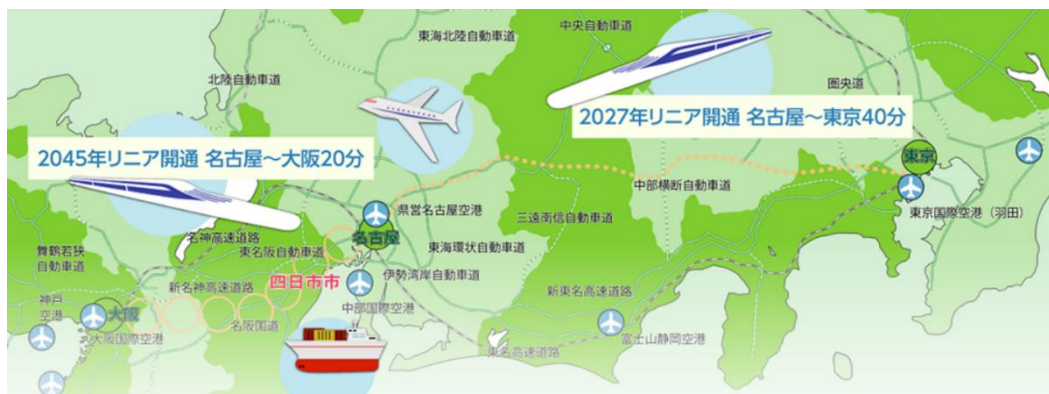 東海北陸自動車道
中央自動車道
北陸自動車道
圏央道
2027年リニア開通 名古屋～東京40分
2045年リニア開通 名古屋～大阪20分
東京
中部横断自動車道
県営名古屋空港
三遠南信自動車道
東京国際空港（羽田）
名神高速道路
名古屋
舞鶴若狭
自動車道
東名阪自動車道
東海環状自動車道
四日市市
伊勢湾岸自動車道
新名神高速道路
新東名高速道路
神戸
空港
中部国際空港
大阪
名阪国道
大阪国際空港
富士山静岡空港
東名高速道路